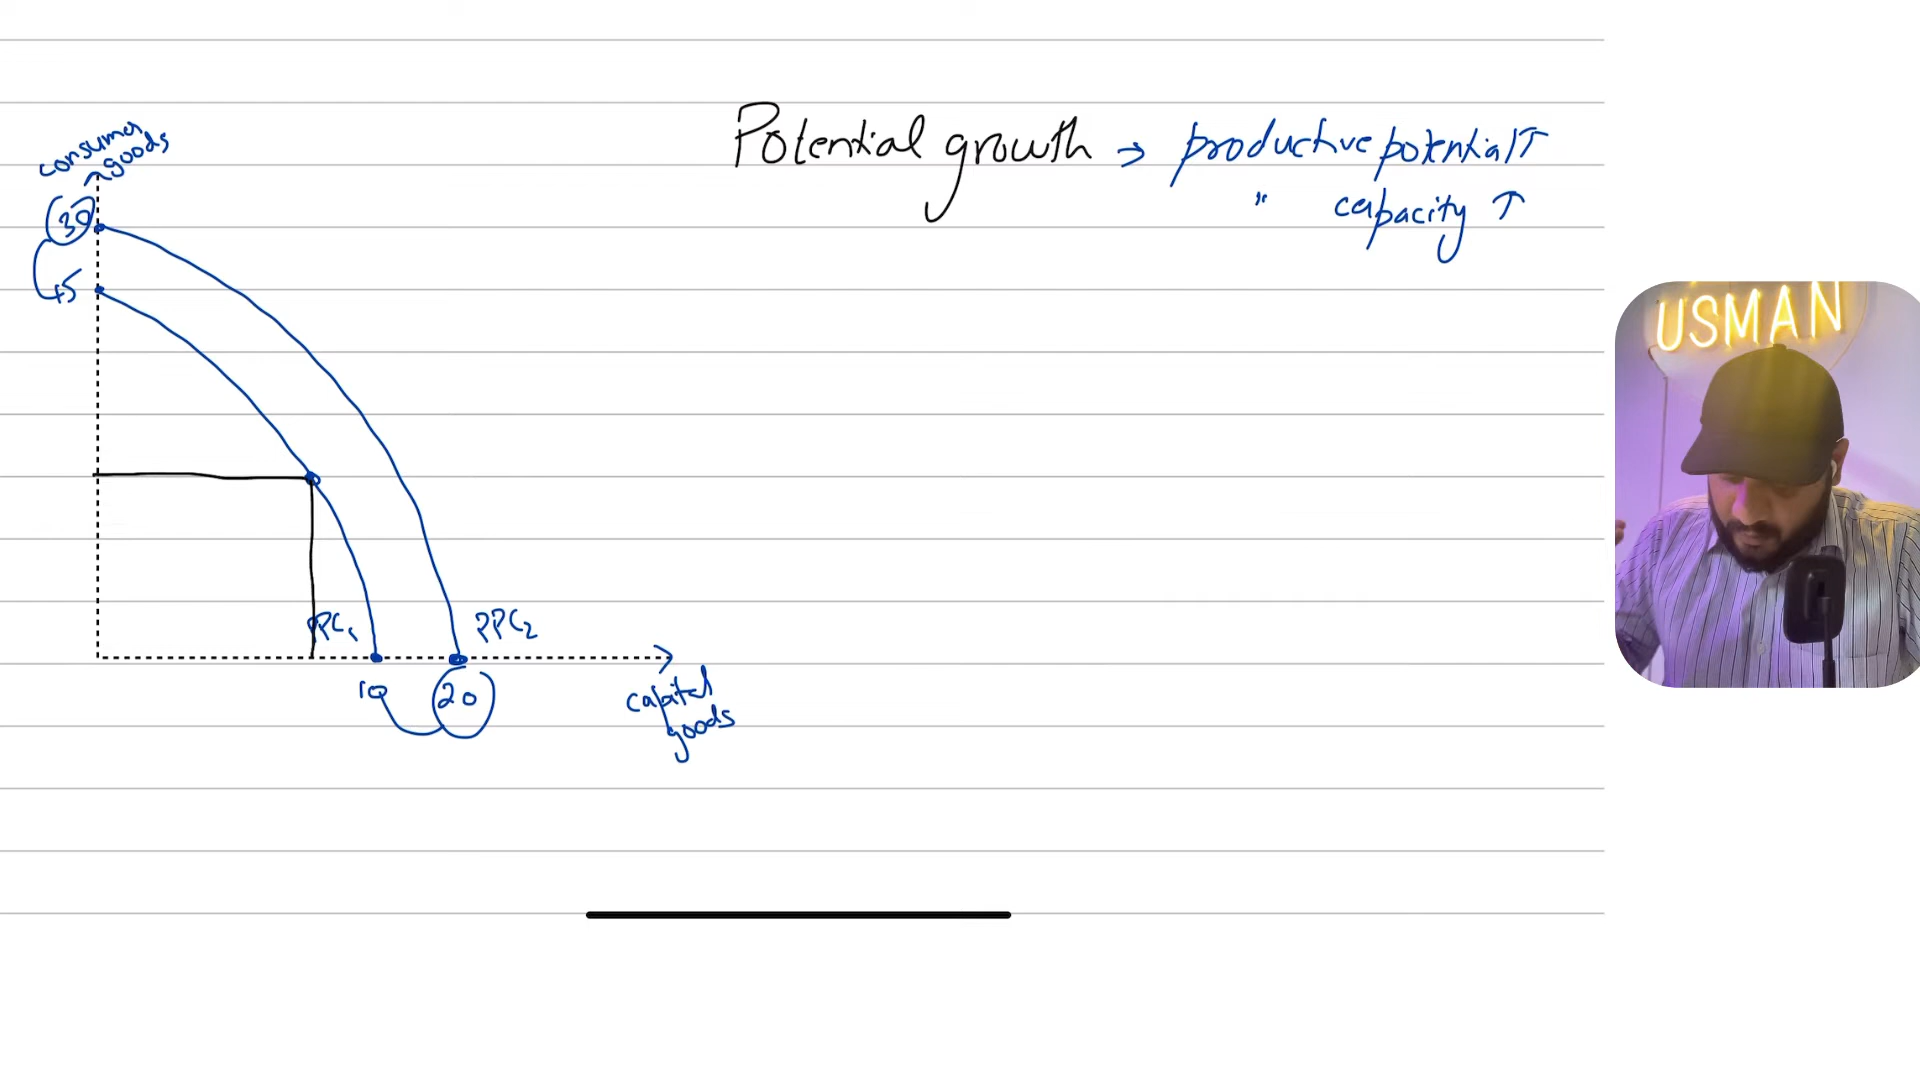 Potential growth → productive potential↑
" capacity ↑
consumer
goods
30
15
PPC₁
PPC₂
10
20
capital
goods
USMAN